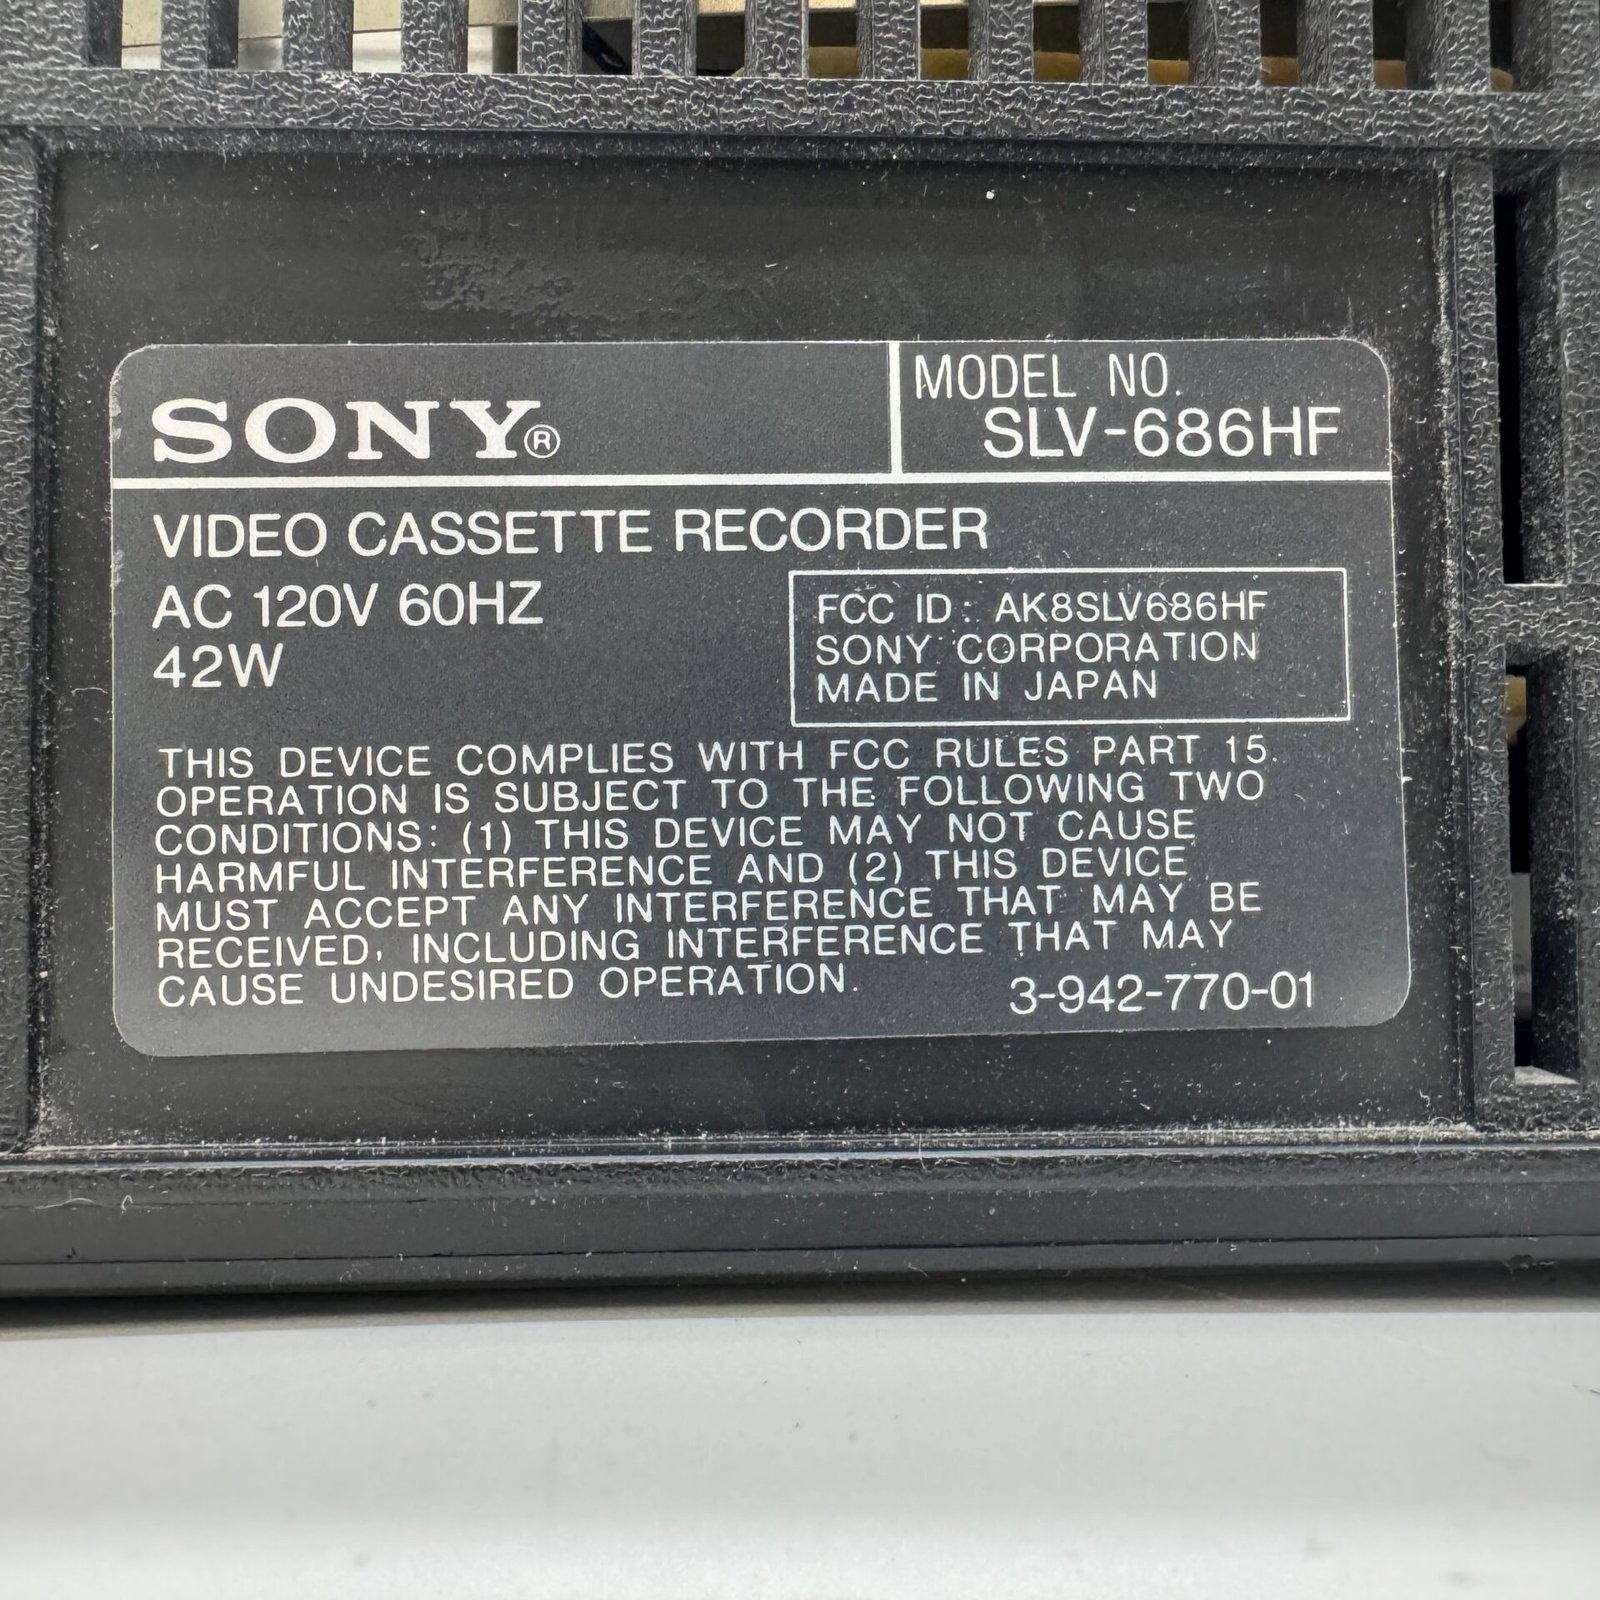 SONY®
MODEL NO.
SLV-686HF
VIDEO CASSETTE RECORDER
AC 120V 60HZ
42W
FCC ID: AK8SLV686HF
SONY CORPORATION
MADE IN JAPAN
THIS DEVICE COMPLIES WITH FCC RULES PART 15.
OPERATION IS SUBJECT TO THE FOLLOWING TWO
CONDITIONS: (1) THIS DEVICE MAY NOT CAUSE
HARMFUL INTERFERENCE AND (2) THIS DEVICE
MUST ACCEPT ANY INTERFERENCE THAT MAY BE
RECEIVED, INCLUDING INTERFERENCE THAT MAY
CAUSE UNDESIRED OPERATION.
3-942-770-01